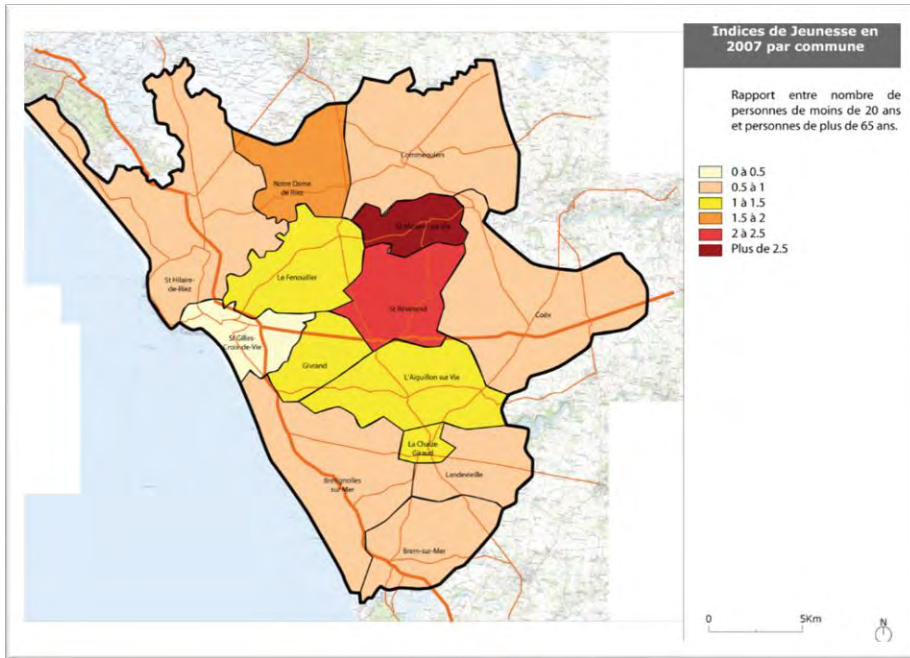 Indices de Jeunesse en
2007 par commune
Rapport entre nombre de
personnes de moins de 20 ans
et personnes de plus de 65 ans.
0 à 0.5
0.5 à 1
1 à 1.5
1.5 à 2
2 à 2.5
Plus de 2.5
Commequiers
Notre Dame
de Riez
St Maixent sur Vie
Le Fenouiller
St Hilaire-
de-Riez
St Révérend
Coëx
St Gilles-
Croix-de-Vie
Givrand
L'Aiguillon sur Vie
La Chaize
Giraud
Landevieille
Bretignolles
sur Mer
Brem-sur-Mer
0
5Km
N